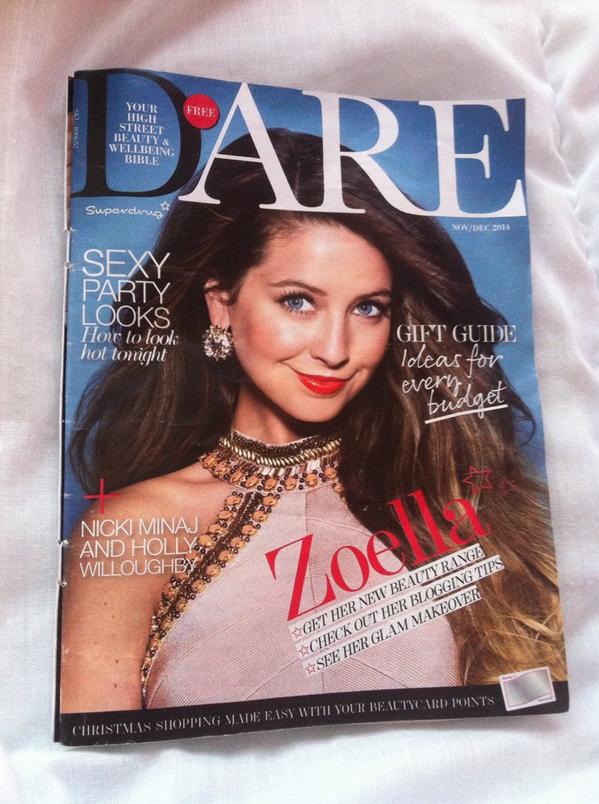 DARE
YOUR
HIGH
STREET
BEAUTY &
WELLBEING
BIBLE
FREE
Superdrug
NOV/DEC 2014
SEXY
PARTY
LOOKS
How to look
hot tonight
GIFT GUIDE
Ideas for
every
budget
+
NICKI MINAJ
AND HOLLY
WILLOUGHBY
Zoella
GET HER NEW BEAUTY RANGE
CHECK OUT HER BLOGGING TIPS
SEE HER GLAM MAKEOVER
CHRISTMAS SHOPPING MADE EASY WITH YOUR BEAUTYCARD POINTS